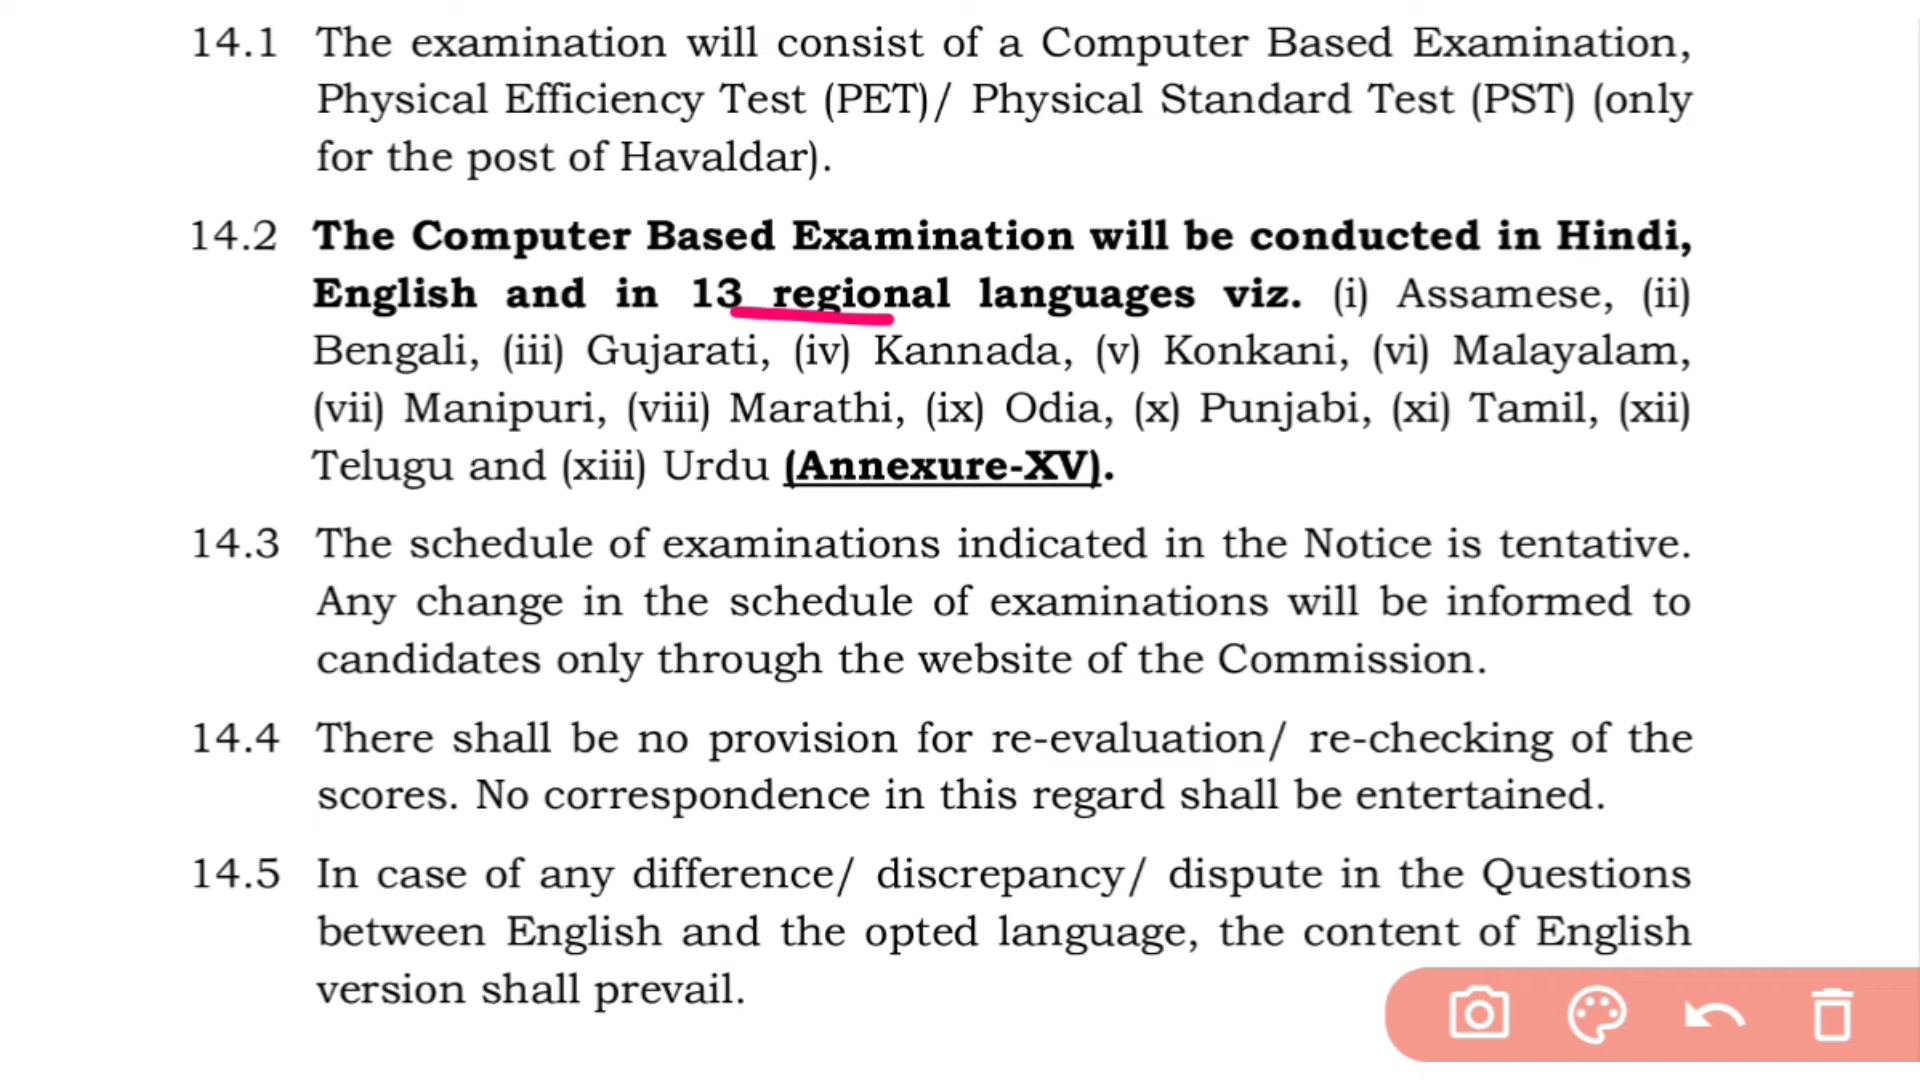 14.1 The examination will consist of a Computer Based Examination,
Physical Efficiency Test (PET)/ Physical Standard Test (PST) (only
for the post of Havaldar).
14.2 The Computer Based Examination will be conducted in Hindi,
English and in 13 regional languages viz. (i) Assamese, (ii)
Bengali, (iii) Gujarati, (iv) Kannada, (v) Konkani, (vi) Malayalam,
(vii) Manipuri, (viii) Marathi, (ix) Odia, (x) Punjabi, (xi) Tamil, (xii)
Telugu and (xiii) Urdu (Annexure-XV).
14.3 The schedule of examinations indicated in the Notice is tentative.
Any change in the schedule of examinations will be informed to
candidates only through the website of the Commission.
14.4 There shall be no provision for re-evaluation/ re-checking of the
scores. No correspondence in this regard shall be entertained.
14.5 In case of any difference/ discrepancy/ dispute in the Questions
between English and the opted language, the content of English
version shall prevail.